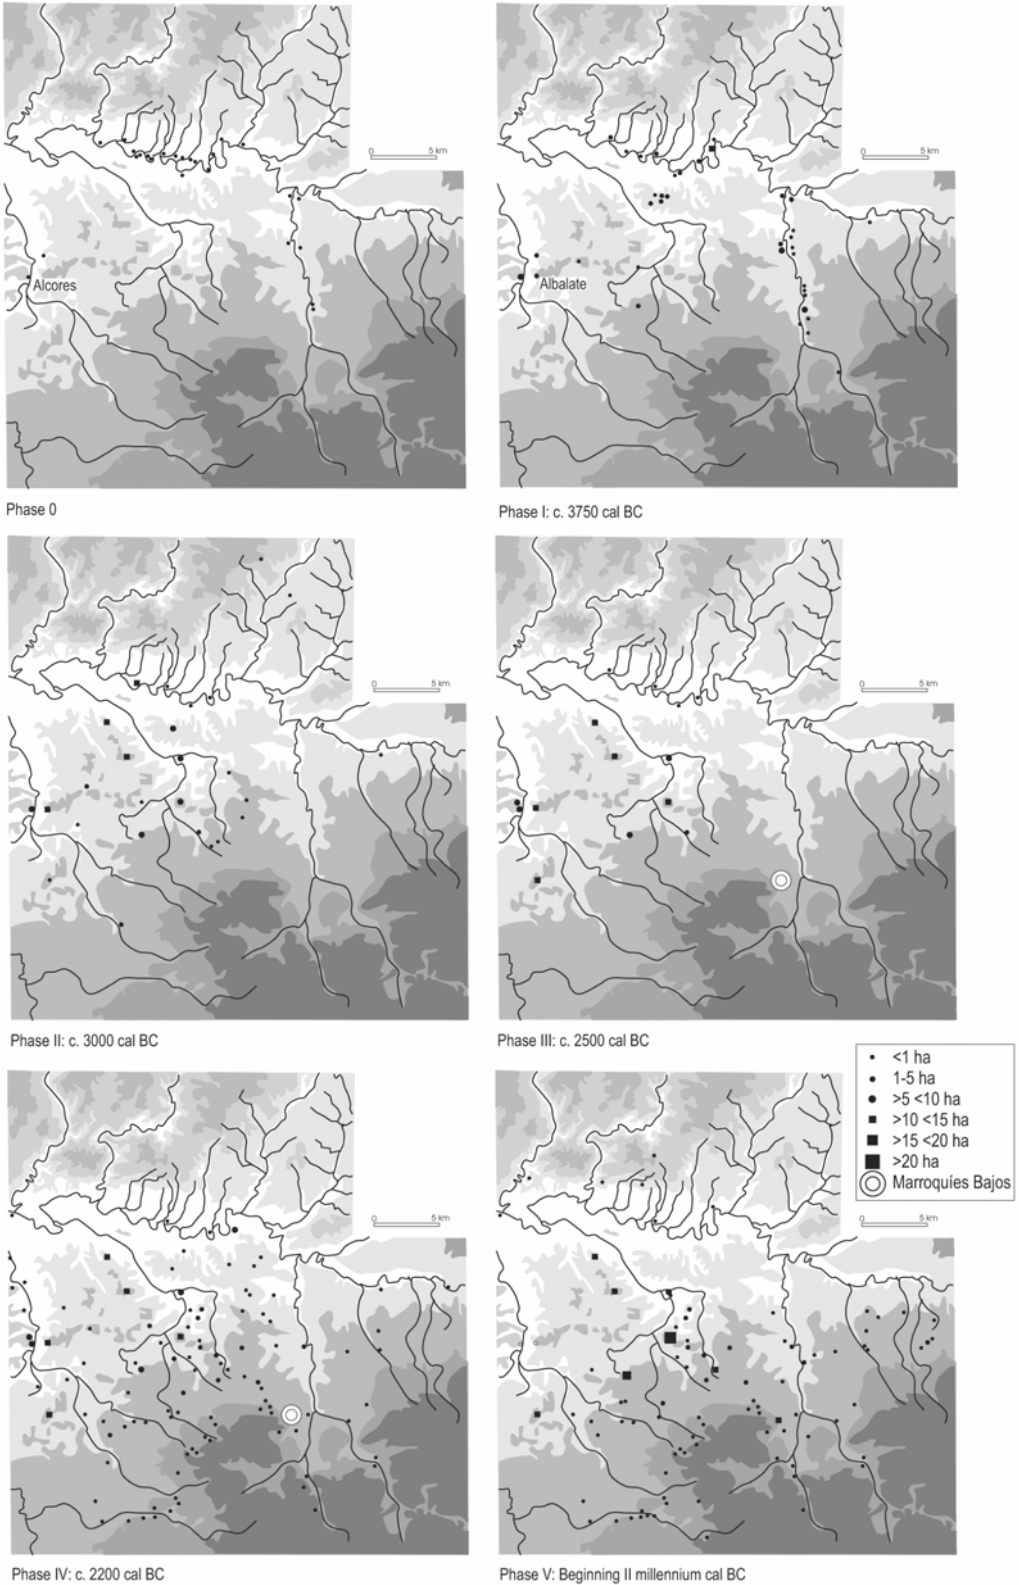 0 5 km
0 5 km
Alcores
Albalate
Phase 0
Phase I: c. 3750 cal BC
0 5 km
0 5 km
Phase II: c. 3000 cal BC
Phase III: c. 2500 cal BC
<1 ha
1-5 ha
>5 <10 ha
>10 <15 ha
>15 <20 ha
>20 ha
Marroquíes Bajos
0 5 km
0 5 km
Phase IV: c. 2200 cal BC
Phase V: Beginning II millennium cal BC